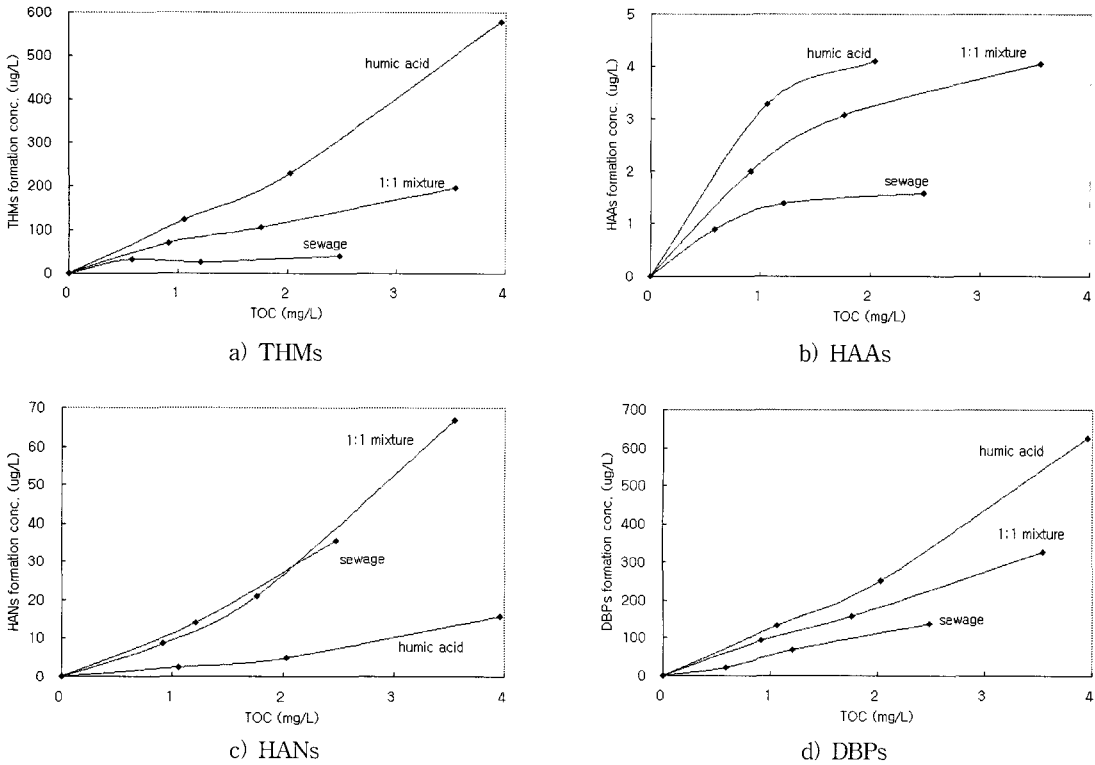 600
500
400
300
200
100
0
THMs formation conc. (ug/L)
humic acid
1:1 mixture
sewage
0 1 2 3 4
TOC (mg/L)
a) THMs
5
4
3
2
1
0
HAAs formation conc. (ug/L)
humic acid
1:1 mixture
sewage
0 1 2 3 4
TOC (mg/L)
b) HAAs
70
60
50
40
30
20
10
0
HANs formation conc. (ug/L)
1:1 mixture
sewage
humic acid
0 1 2 3 4
TOC (mg/L)
c) HANs
700
600
500
400
300
200
100
0
DBPs formation conc. (ug/L)
humic acid
1:1 mixture
sewage
0 1 2 3 4
TOC (mg/L)
d) DBPs